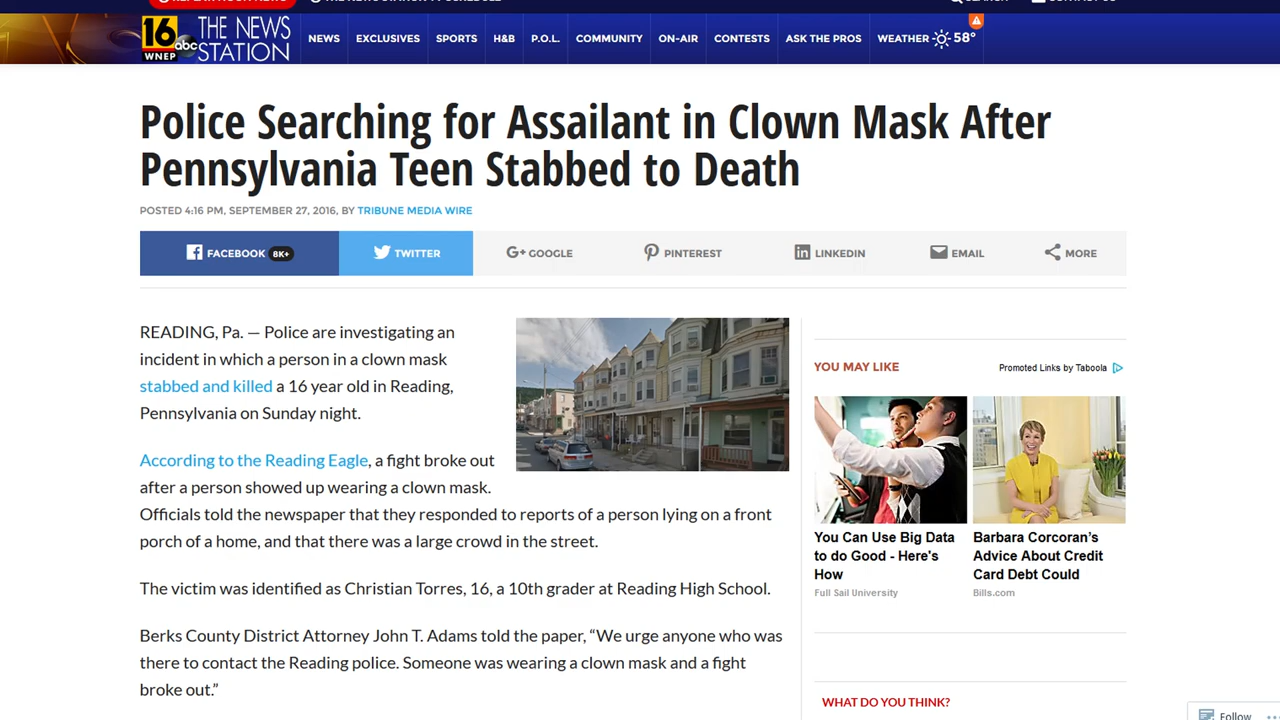 16
abc
WNEP
THE NEWS
STATION
NEWS
EXCLUSIVES
SPORTS
H&B
P.O.L.
COMMUNITY
ON-AIR
CONTESTS
ASK THE PROS
WEATHER
58°
Police Searching for Assailant in Clown Mask After
Pennsylvania Teen Stabbed to Death
POSTED 4:16 PM, SEPTEMBER 27, 2016, BY TRIBUNE MEDIA WIRE
FACEBOOK 8K+
TWITTER
G+ GOOGLE
PINTEREST
in LINKEDIN
EMAIL
MORE
READING, Pa. — Police are investigating an
incident in which a person in a clown mask
stabbed and killed a 16 year old in Reading,
Pennsylvania on Sunday night.
According to the Reading Eagle, a fight broke out
after a person showed up wearing a clown mask.
Officials told the newspaper that they responded to reports of a person lying on a front
porch of a home, and that there was a large crowd in the street.
The victim was identified as Christian Torres, 16, a 10th grader at Reading High School.
Berks County District Attorney John T. Adams told the paper, “We urge anyone who was
there to contact the Reading police. Someone was wearing a clown mask and a fight
broke out.”
YOU MAY LIKE
Promoted Links by Taboola
You Can Use Big Data
to do Good - Here's
How
Full Sail University
Barbara Corcoran's
Advice About Credit
Card Debt Could
Bills.com
WHAT DO YOU THINK?
Follow